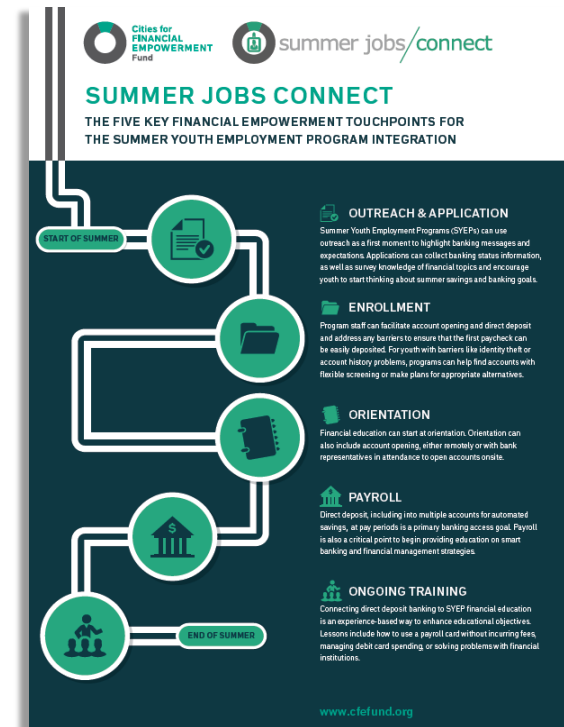 Cities for
FINANCIAL
EMPOWERMENT
Fund
summer jobs/connect
SUMMER JOBS CONNECT
THE FIVE KEY FINANCIAL EMPOWERMENT TOUCHPOINTS FOR
THE SUMMER YOUTH EMPLOYMENT PROGRAM INTEGRATION
START OF SUMMER
OUTREACH & APPLICATION
Summer Youth Employment Programs (SYEPs) can use
outreach as a first moment to highlight banking messages and
expectations. Applications can collect banking status information,
as well as survey knowledge of financial topics and encourage
youth to start thinking about summer savings and banking goals.
ENROLLMENT
Program staff can facilitate account opening and direct deposit
and address any barriers to ensure that the first paycheck can
be easily deposited. For youth with barriers like identity theft or
account history problems, programs can help find accounts with
flexible screening or make plans for appropriate alternatives.
ORIENTATION
Financial education can start at orientation. Orientation can
also include account opening, either remotely or with bank
representatives in attendance to open accounts onsite.
$
PAYROLL
Direct deposit, including into multiple accounts for automated
savings, at pay periods is a primary banking access goal. Payroll
is also a critical point to begin providing education on smart
banking and financial management strategies.
ONGOING TRAINING
Connecting direct deposit banking to SYEP financial education
is an experience-based way to enhance educational objectives.
Lessons include how to use a payroll card without incurring fees,
managing debit card spending, or solving problems with financial
institutions.
END OF SUMMER
www.cfefund.org